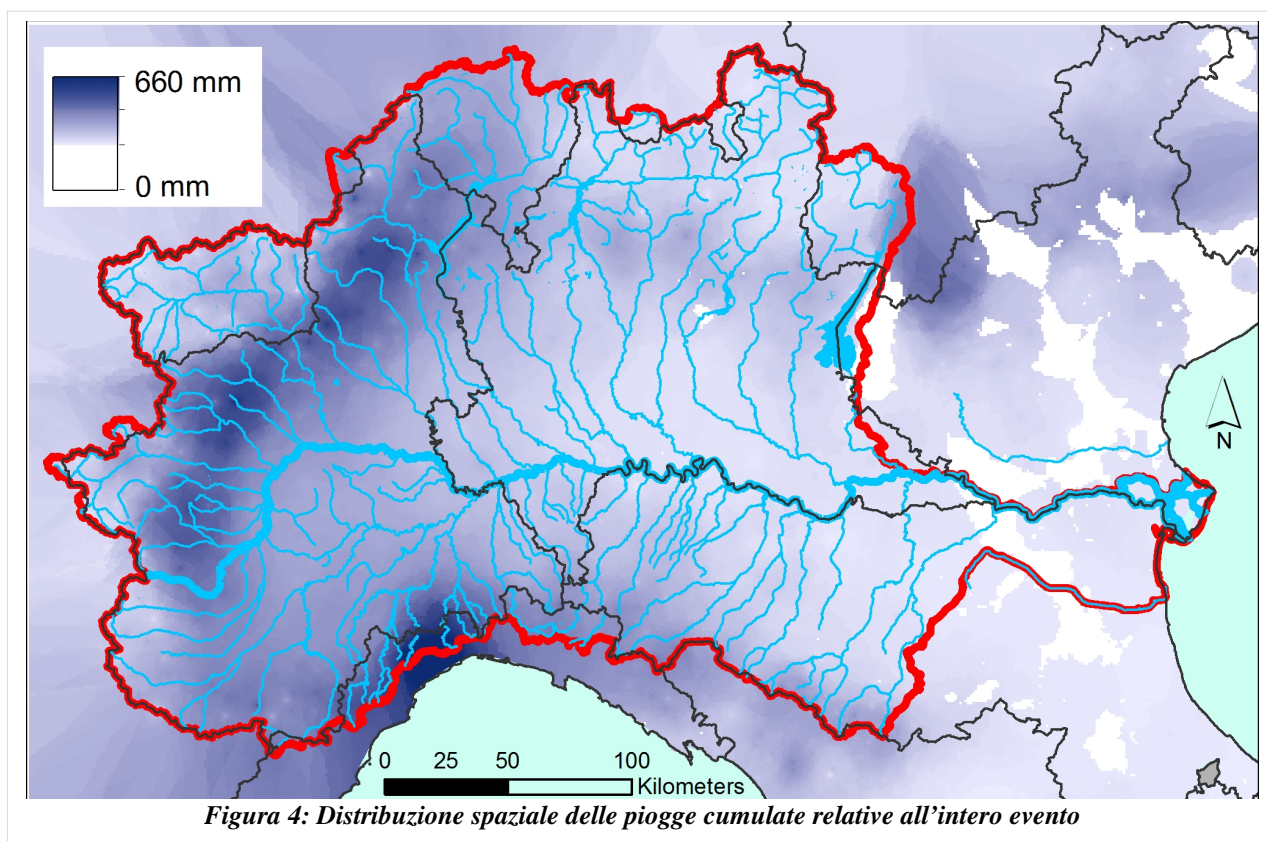 660 mm
0 mm
N
0 25 50 100
Kilometers
Figura 4: Distribuzione spaziale delle piogge cumulate relative all'intero evento